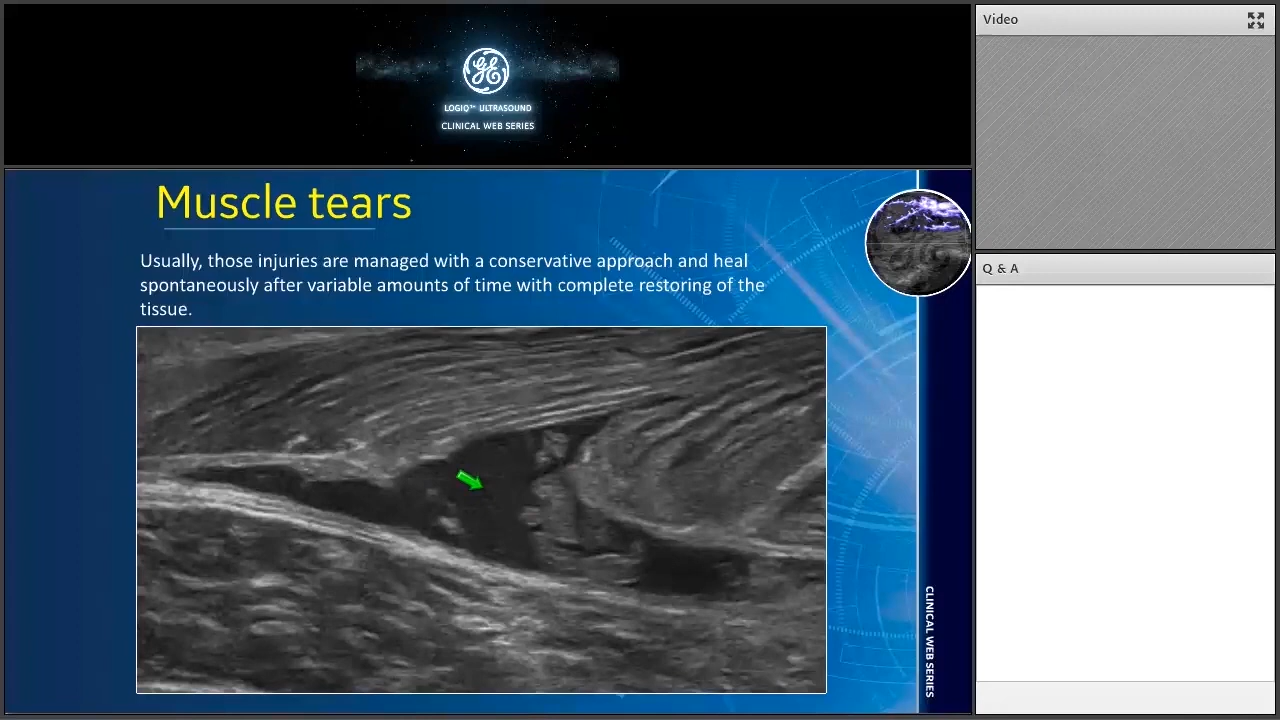 LOGIQ™ ULTRASOUND
CLINICAL WEB SERIES
Video
Q & A
Muscle tears
Usually, those injuries are managed with a conservative approach and heal
spontaneously after variable amounts of time with complete restoring of the
tissue.
CLINICAL WEB SERIES